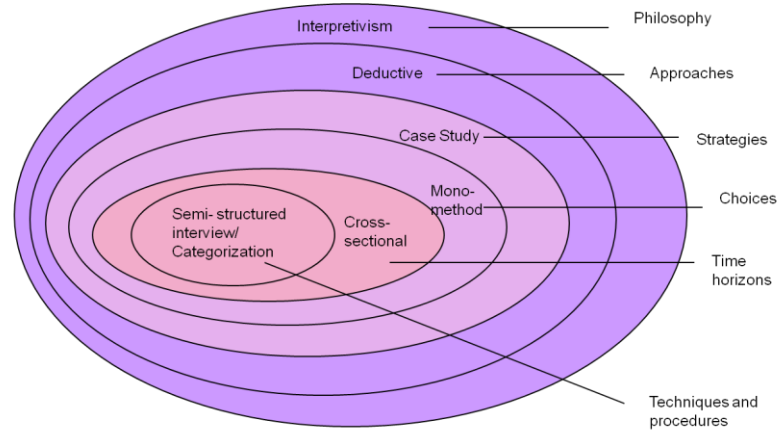 Interpretivism
Philosophy
Deductive
Approaches
Case Study
Strategies
Mono-
method
Choices
Semi- structured
interview/
Categorization
Cross-
sectional
Time
horizons
Techniques and
procedures